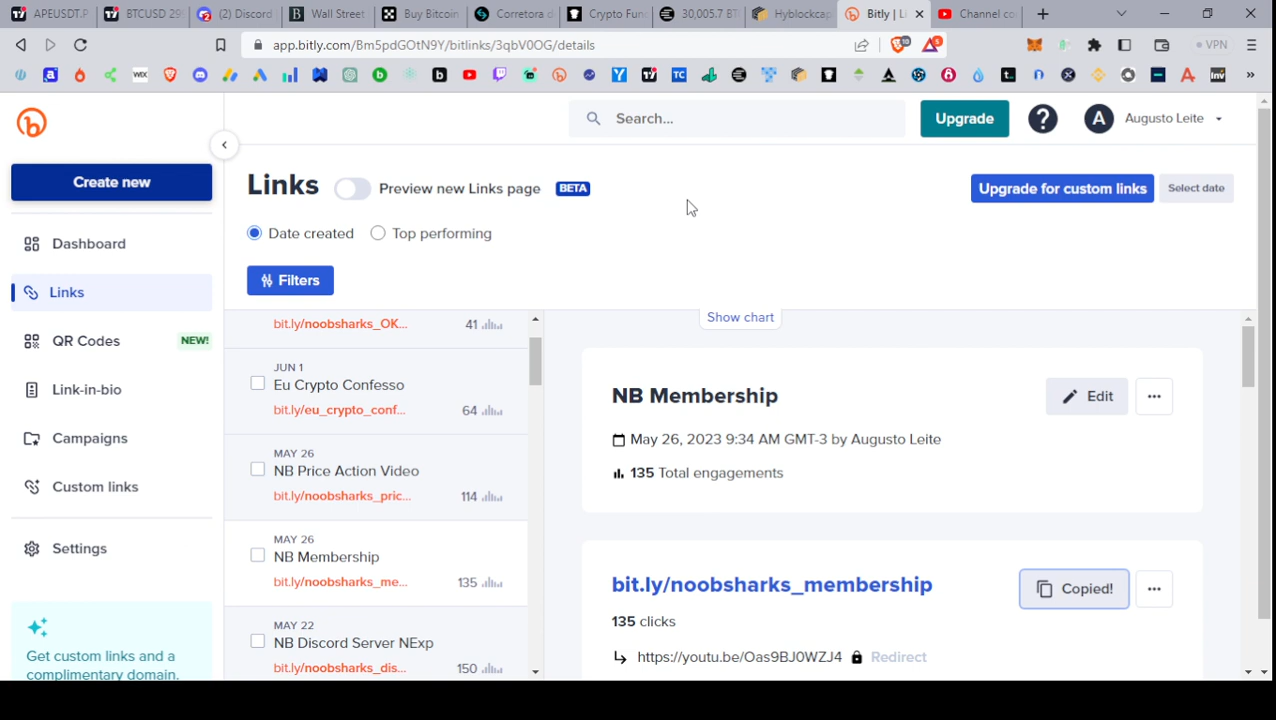 APEUSDT.P
BTCUSD 29
(2) Discord
Wall Street
Buy Bitcoin
Corretora d
Crypto Fun
30,005.7 BT
Hyblockcap
Bitly | Li
Channel co
app.bitly.com/Bm5pdGOtN9Y/bitlinks/3qbV0OG/details
VPN
Search...
Upgrade
Augusto Leite
Create new
Dashboard
Links
QR Codes NEW!
Link-in-bio
Campaigns
Custom links
Settings
Get custom links and a
complimentary domain.
Links
Preview new Links page BETA
Upgrade for custom links
Select date
Date created
Top performing
Filters
bit.ly/noobsharks_OK... 41
JUN 1
Eu Crypto Confesso
bit.ly/eu_crypto_conf... 64
MAY 26
NB Price Action Video
bit.ly/noobsharks_pric... 114
MAY 26
NB Membership
bit.ly/noobsharks_me... 135
MAY 22
NB Discord Server NExp
bit.ly/noobsharks_dis... 150
Show chart
NB Membership
Edit
May 26, 2023 9:34 AM GMT-3 by Augusto Leite
135 Total engagements
bit.ly/noobsharks_membership
Copied!
135 clicks
https://youtu.be/Oas9BJ0WZJ4 Redirect